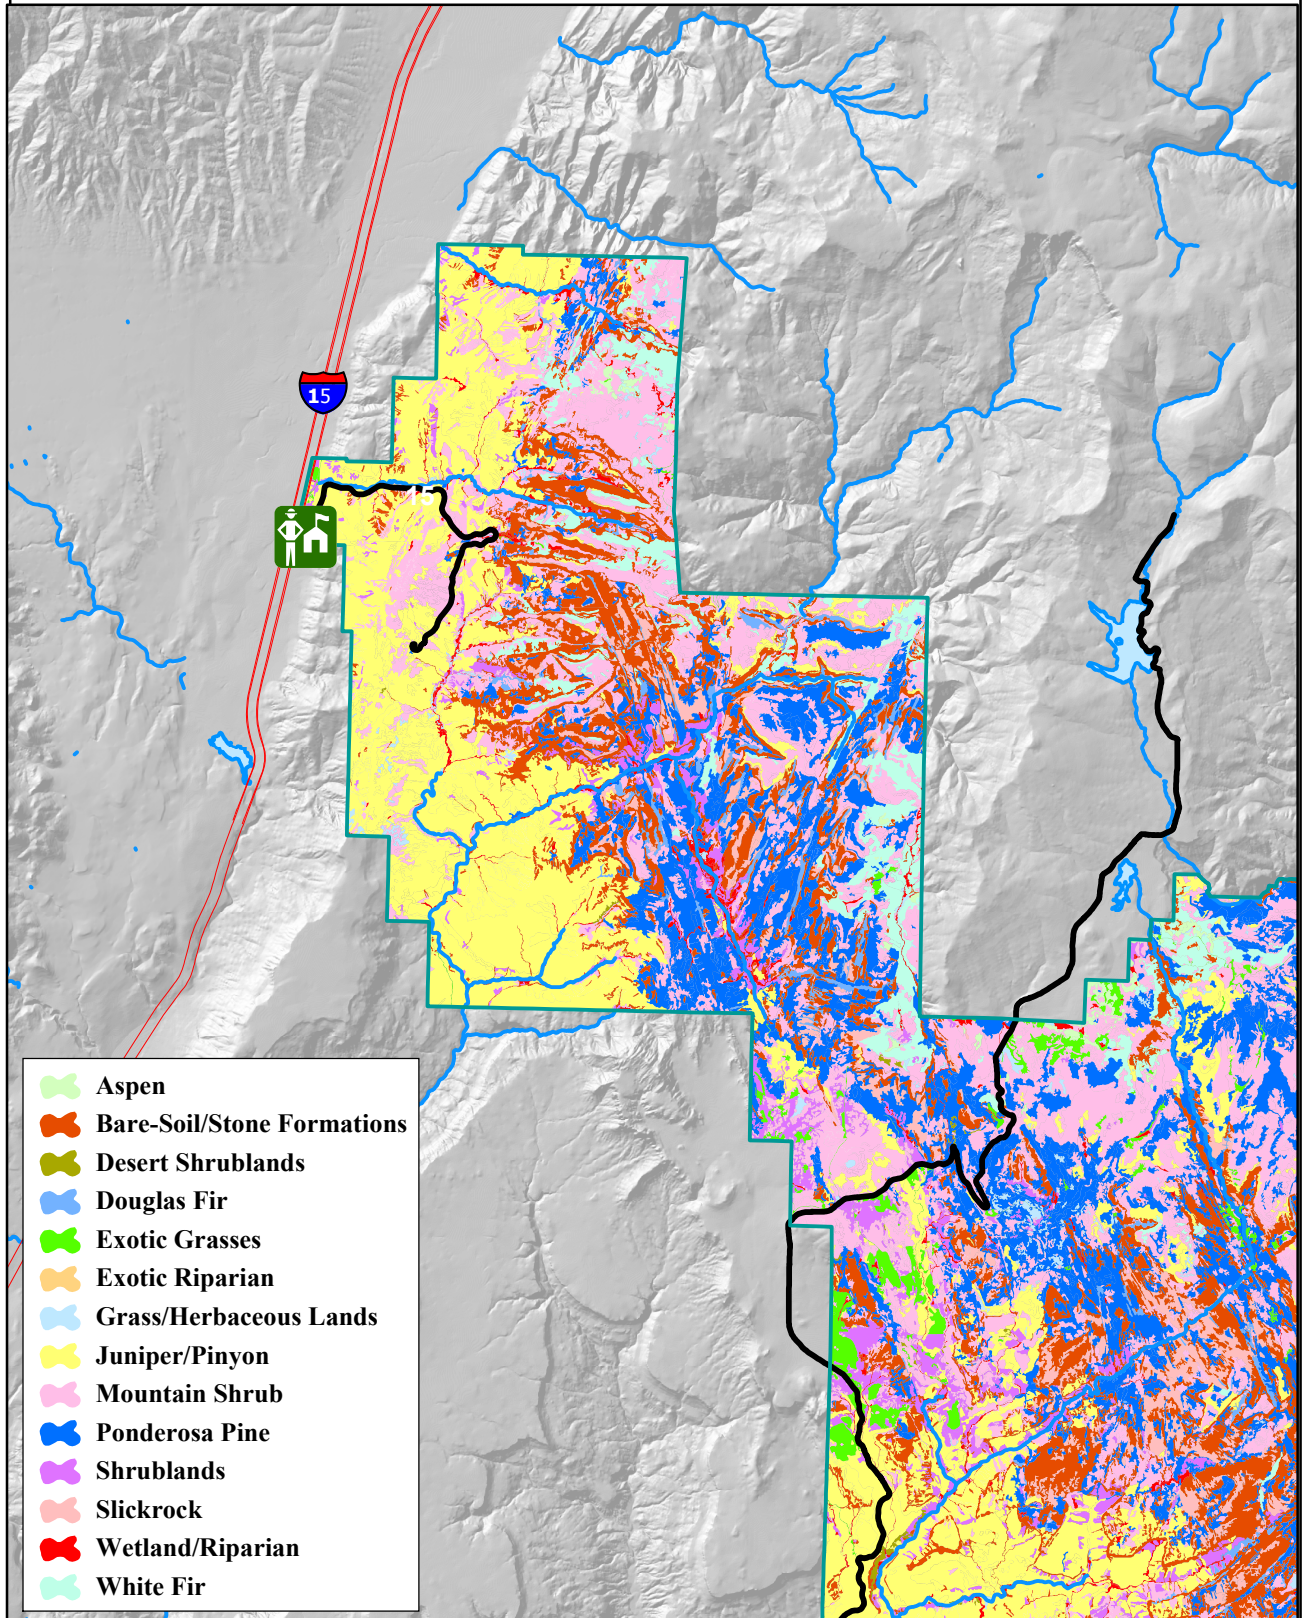 15
15
Aspen
Bare-Soil/Stone Formations
Desert Shrublands
Douglas Fir
Exotic Grasses
Exotic Riparian
Grass/Herbaceous Lands
Juniper/Pinyon
Mountain Shrub
Ponderosa Pine
Shrublands
Slickrock
Wetland/Riparian
White Fir